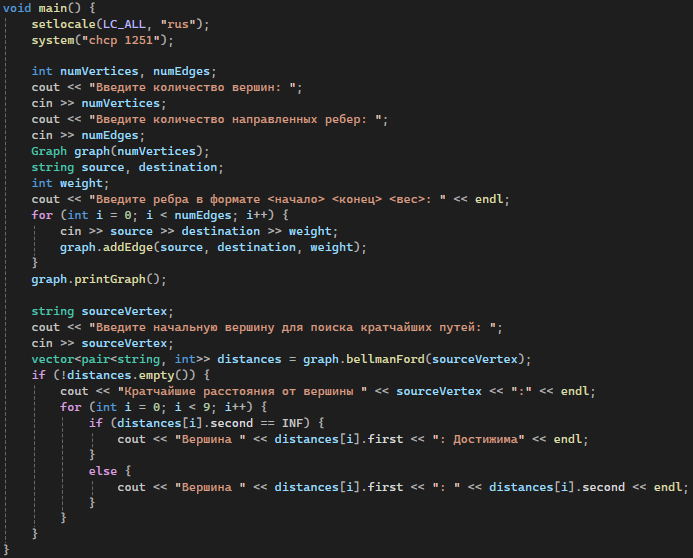 void main() {
    setlocale(LC_ALL, "rus");
    system("chcp 1251");

    int numVertices, numEdges;
    cout << "Введите количество вершин: ";
    cin >> numVertices;
    cout << "Введите количество направленных ребер: ";
    cin >> numEdges;
    Graph graph(numVertices);
    string source, destination;
    int weight;
    cout << "Введите ребра в формате <начало> <конец> <вес>: " << endl;
    for (int i = 0; i < numEdges; i++) {
        cin >> source >> destination >> weight;
        graph.addEdge(source, destination, weight);
    }
    graph.printGraph();

    string sourceVertex;
    cout << "Введите начальную вершину для поиска кратчайших путей: ";
    cin >> sourceVertex;
    vector<pair<string, int>> distances = graph.bellmanFord(sourceVertex);
    if (!distances.empty()) {
        cout << "Кратчайшие расстояния от вершины " << sourceVertex << ":" << endl;
        for (int i = 0; i < 9; i++) {
            if (distances[i].second == INF) {
                cout << "Вершина " << distances[i].first << ": Достижима" << endl;
            }
            else {
                cout << "Вершина " << distances[i].first << ": " << distances[i].second << endl;
            }
        }
    }
}